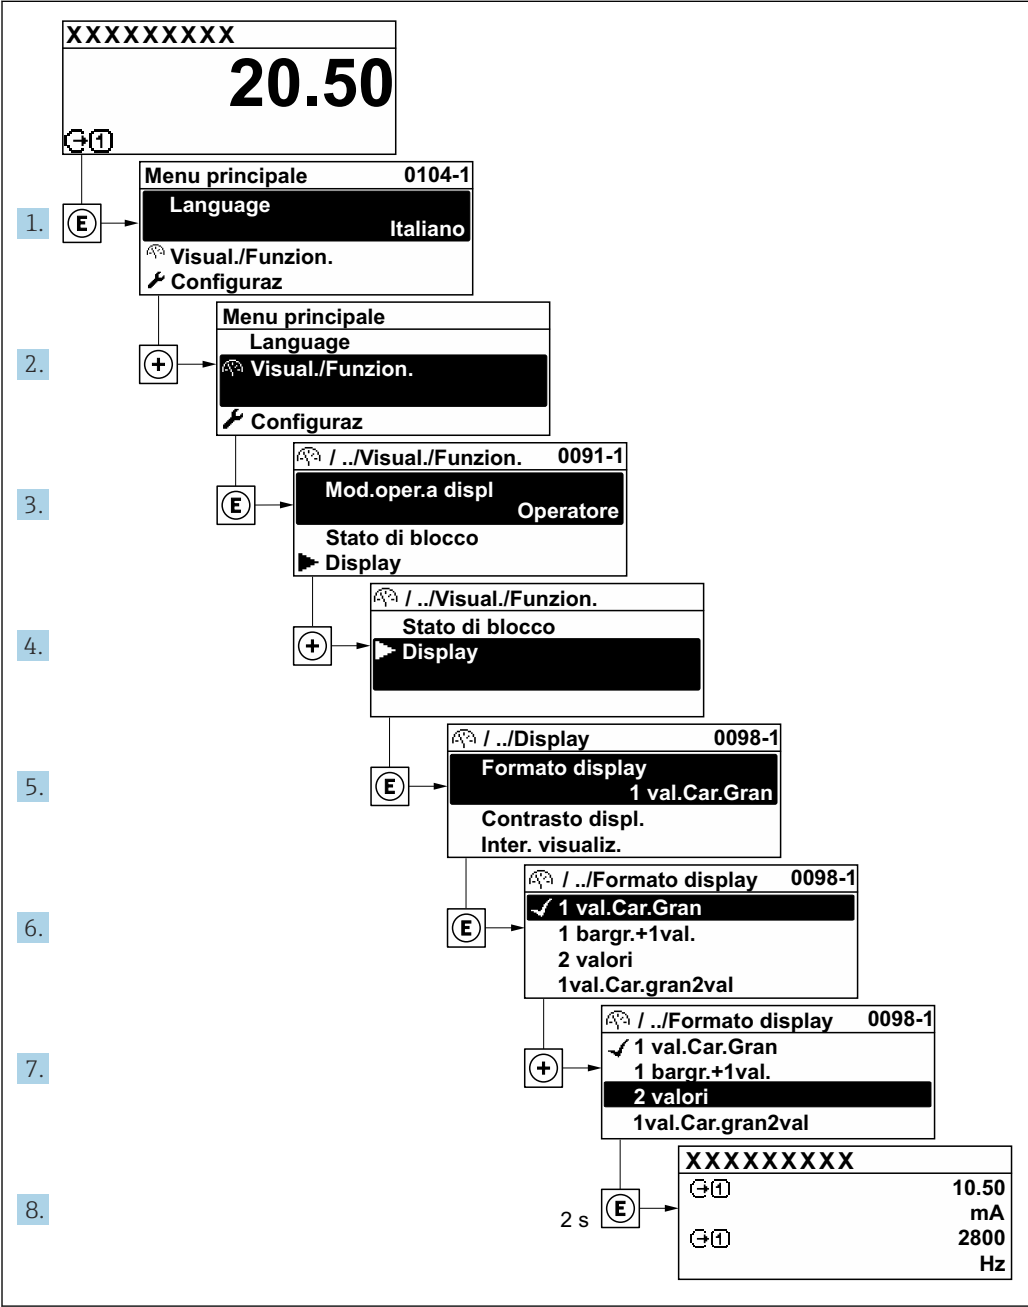 XXXXXXXXX
20.50
1
1.
E
Menu principale 0104-1
Language
Italiano
Visual./Funzion.
Configuraz
2.
+
Menu principale
Language
Visual./Funzion.
Configuraz
3.
E
/ ../Visual./Funzion. 0091-1
Mod.oper.a displ
Operatore
Stato di blocco
Display
4.
+
/ ../Visual./Funzion.
Stato di blocco
Display
5.
E
/ ../Display 0098-1
Formato display
1 val.Car.Gran
Contrasto displ.
Inter. visualiz.
6.
E
/ ../Formato display 0098-1
1 val.Car.Gran
1 bargr.+1val.
2 valori
1val.Car.gran2val
7.
+
/ ../Formato display 0098-1
1 val.Car.Gran
1 bargr.+1val.
2 valori
1val.Car.gran2val
8.
2 s
E
XXXXXXXXX
1 10.50
mA
1 2800
Hz